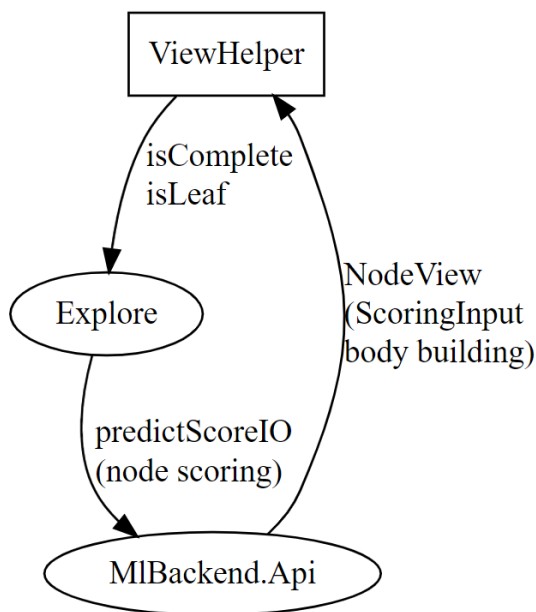 ViewHelper
isComplete
isLeaf
Explore
NodeView
(ScoringInput
body building)
predictScoreIO
(node scoring)
MlBackend.Api